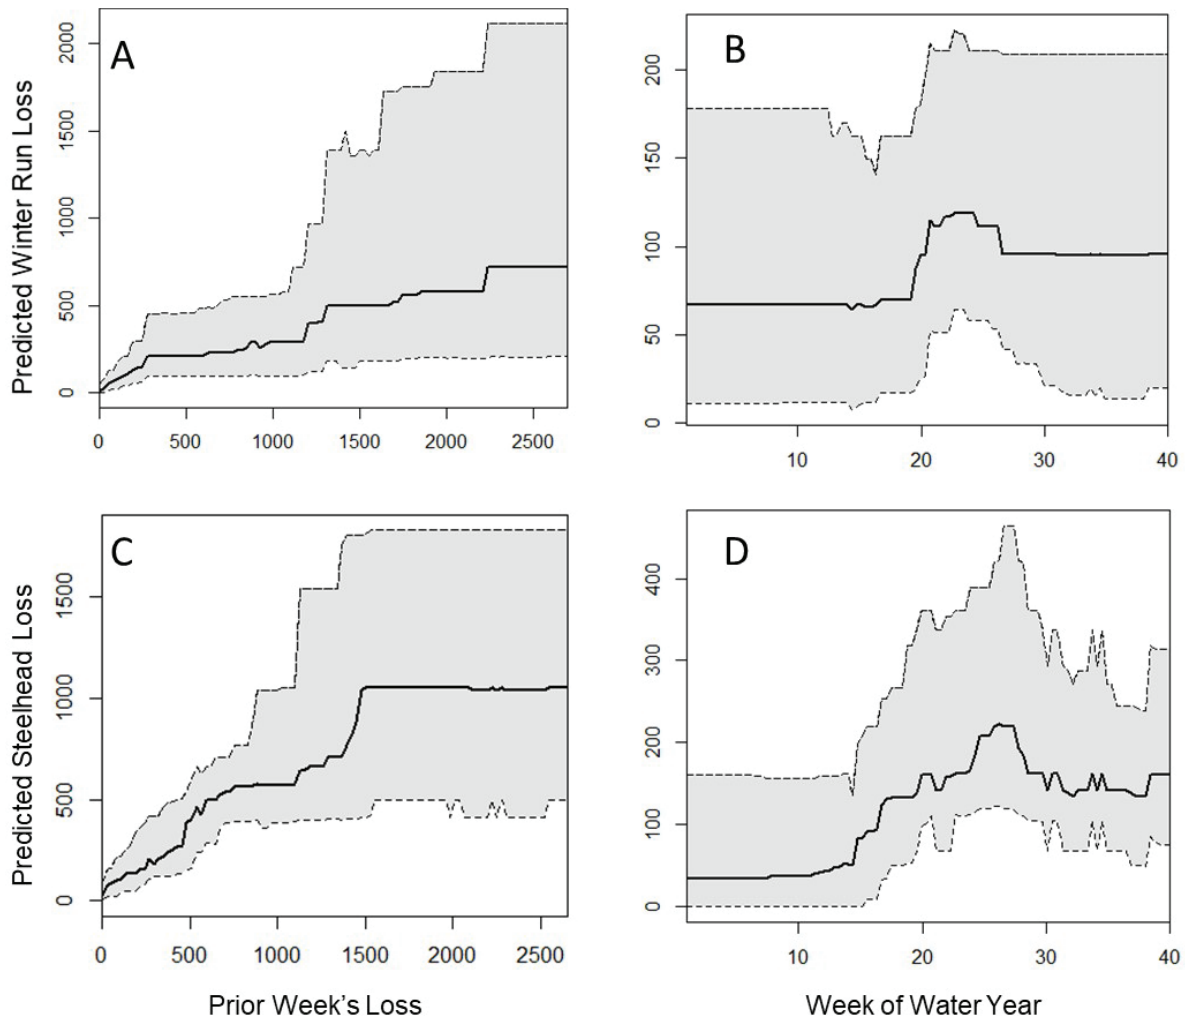 A
Predicted Winter Run Loss
0 500 1000 1500 2000
0 500 1000 1500 2000 2500
B
0 50 100 150 200
10 20 30 40
C
Predicted Steelhead Loss
0 500 1000 1500
0 500 1000 1500 2000 2500
Prior Week's Loss
D
0 100 200 300 400
10 20 30 40
Week of Water Year